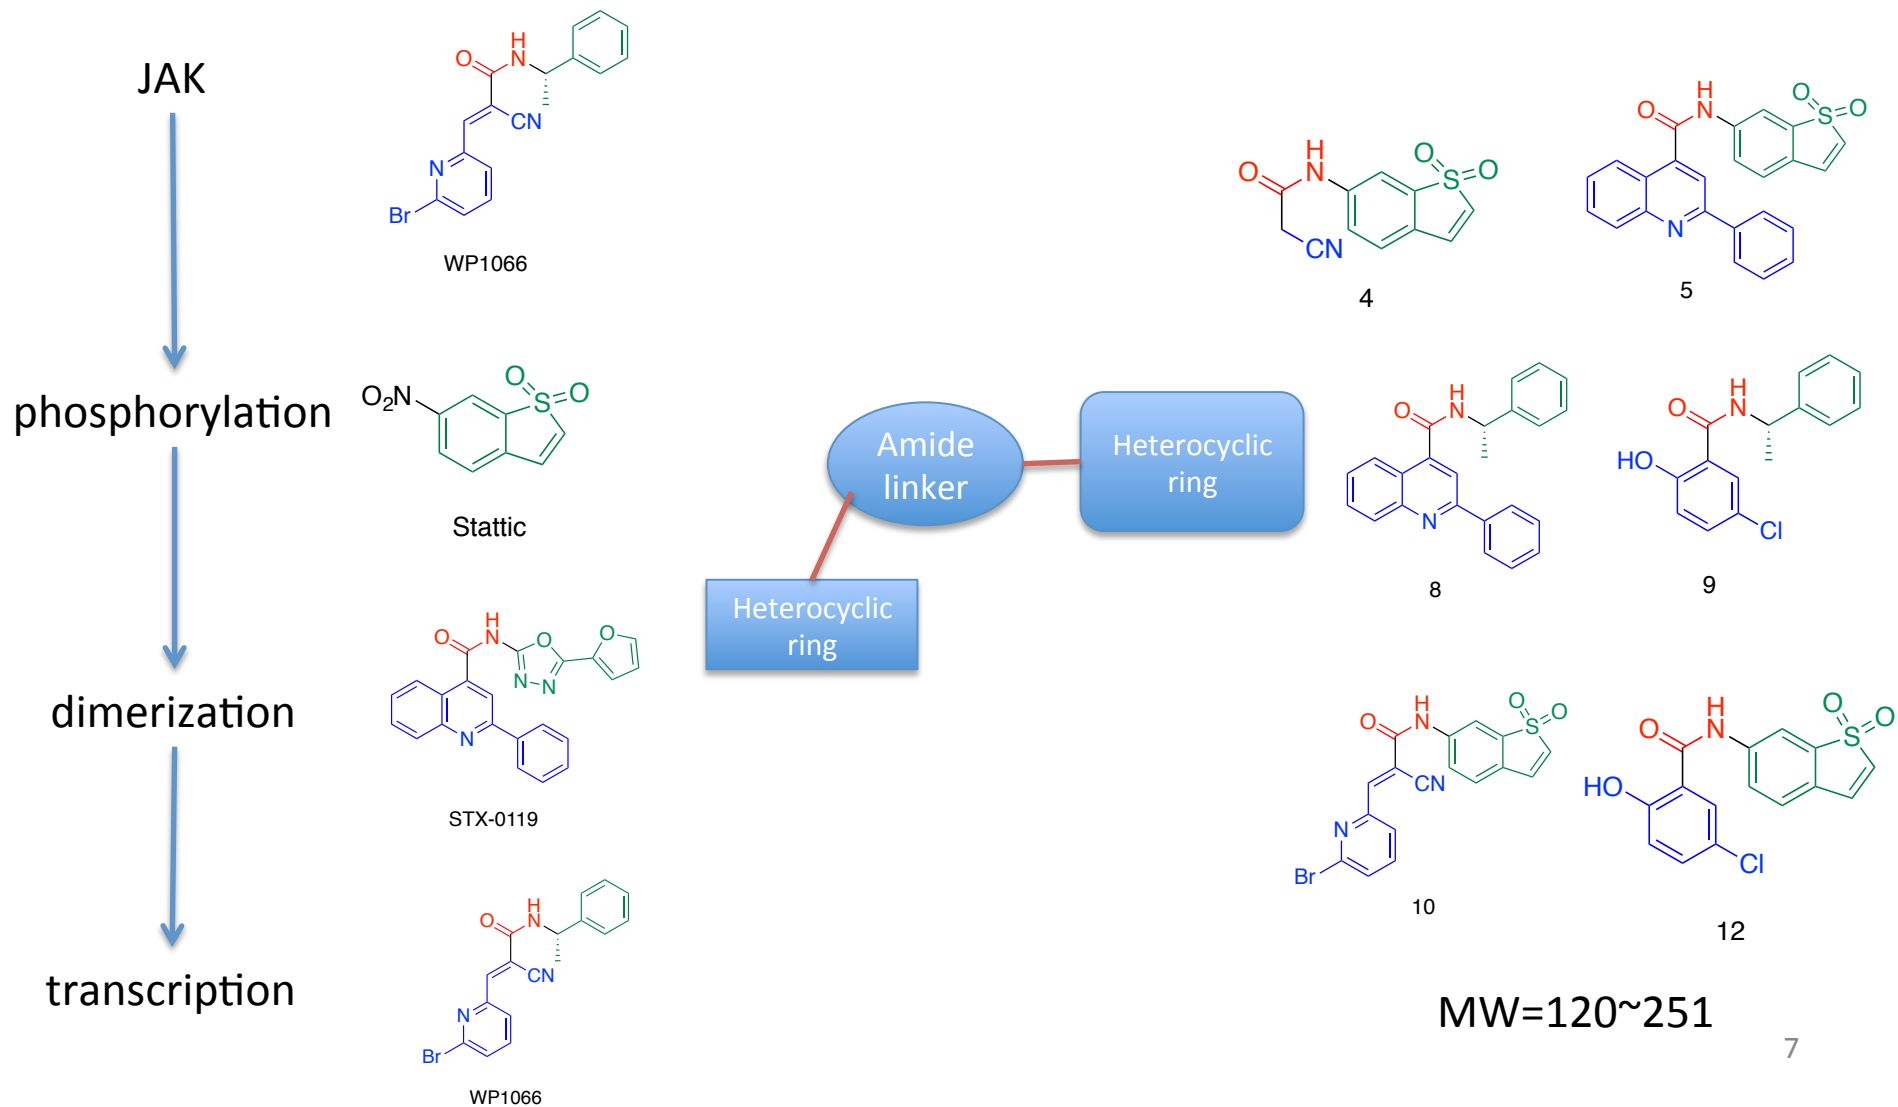 JAK
phosphorylation
dimerization
transcription
O
H
N
CN
N
Br
WP1066
O₂N
O
S
O
Stattic
O
H
N
O
O
N
N
N
STX-0119
O
H
N
CN
N
Br
WP1066
Amide
linker
Heterocyclic
ring
Heterocyclic
ring
O
H
N
O
S
O
CN
4
O
H
N
O
S
O
N
5
O
H
N
N
8
O
H
N
HO
Cl
9
O
H
N
O
S
O
CN
N
Br
10
O
H
N
O
S
O
HO
Cl
12
MW=120~251
7